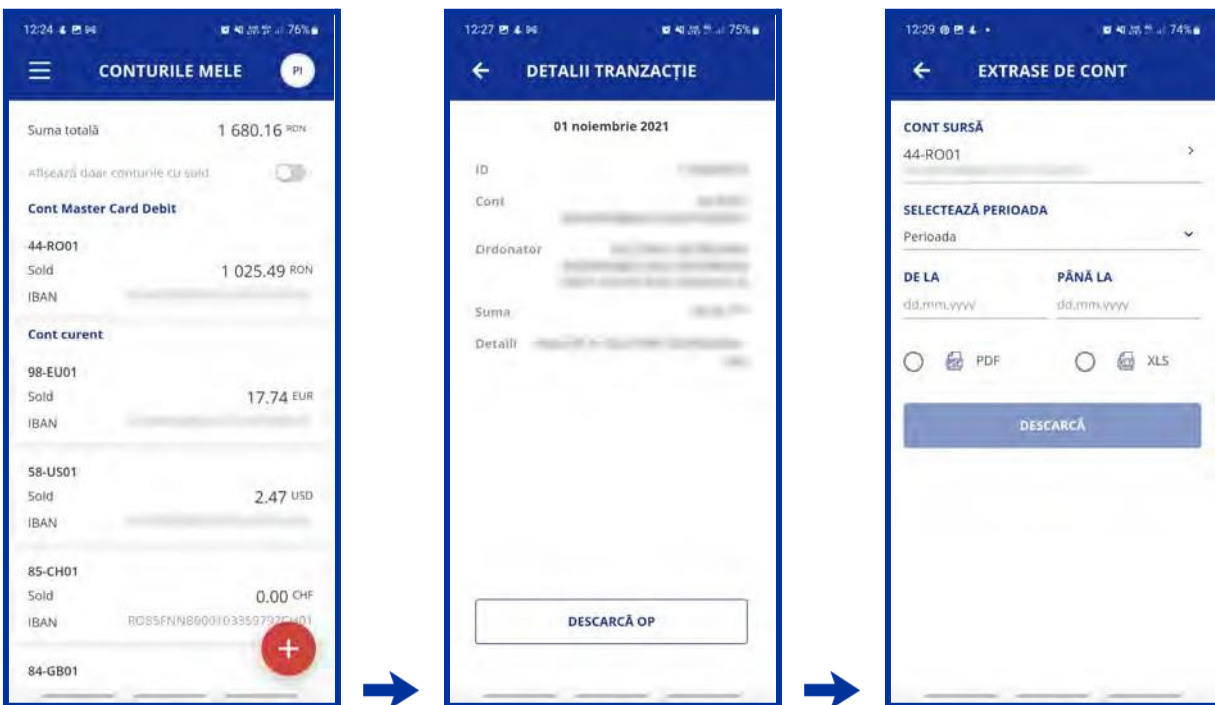 12:24 76%
CONTURILE MELE PI
Suma totală 1 680.16 RON
Afișează doar conturile cu sold
Cont Master Card Debit
44-RO01
Sold 1 025.49 RON
IBAN
Cont curent
98-EU01
Sold 17.74 EUR
IBAN
58-US01
Sold 2.47 USD
IBAN
85-CH01
Sold 0.00 CHF
IBAN
84-GB01
12:27 75%
DETALII TRANZACȚIE
01 noiembrie 2021
ID
Cont
Ordonator
Suma
Detalii
DESCARCĂ OP
12:29 74%
EXTRASE DE CONT
CONT SURSĂ
44-RO01
SELECTEAZĂ PERIOADA
Perioada
DE LA PÂNĂ LA
dd.mm.yyyy dd.mm.yyyy
PDF XLS
DESCARCĂ